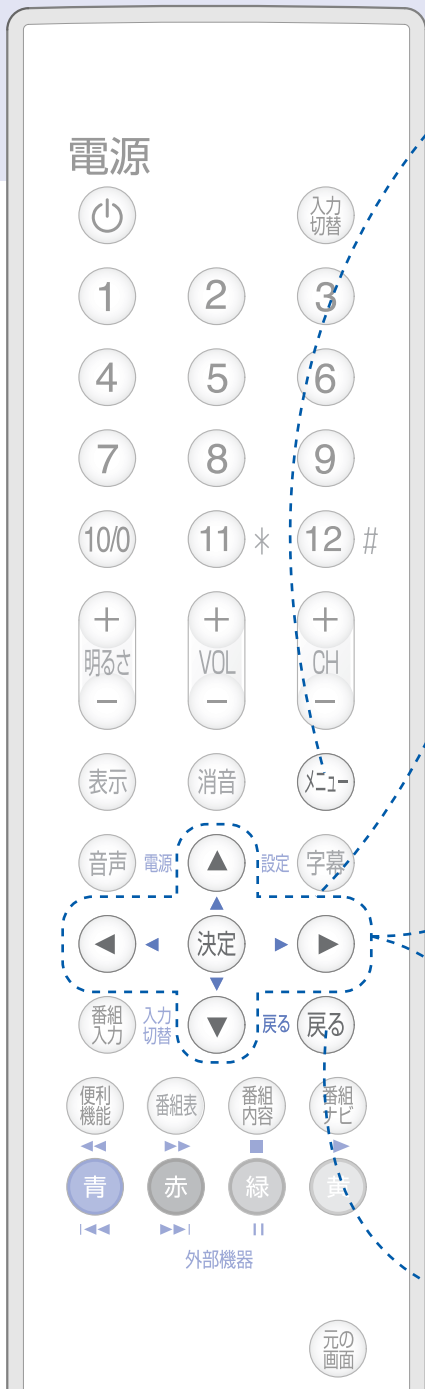 電源
入力
切替
1 2 3
4 5 6
7 8 9
10/0 11 * 12 #
+ + +
明るさ VOL CH
− − −
表示 消音 メニュー
音声 電源 ▲ 設定 字幕
▲
◀ ◀ 決定 ▶ ▶
▼
番組
入力
入力
切替
▼ 戻る 戻る
便利
機能
番組表
番組
内容
番組
ナビ
◀◀ ▶▶ ■ ▶
青 赤 緑 黄
I◀◀ ▶▶I II
外部機器
元の
画面